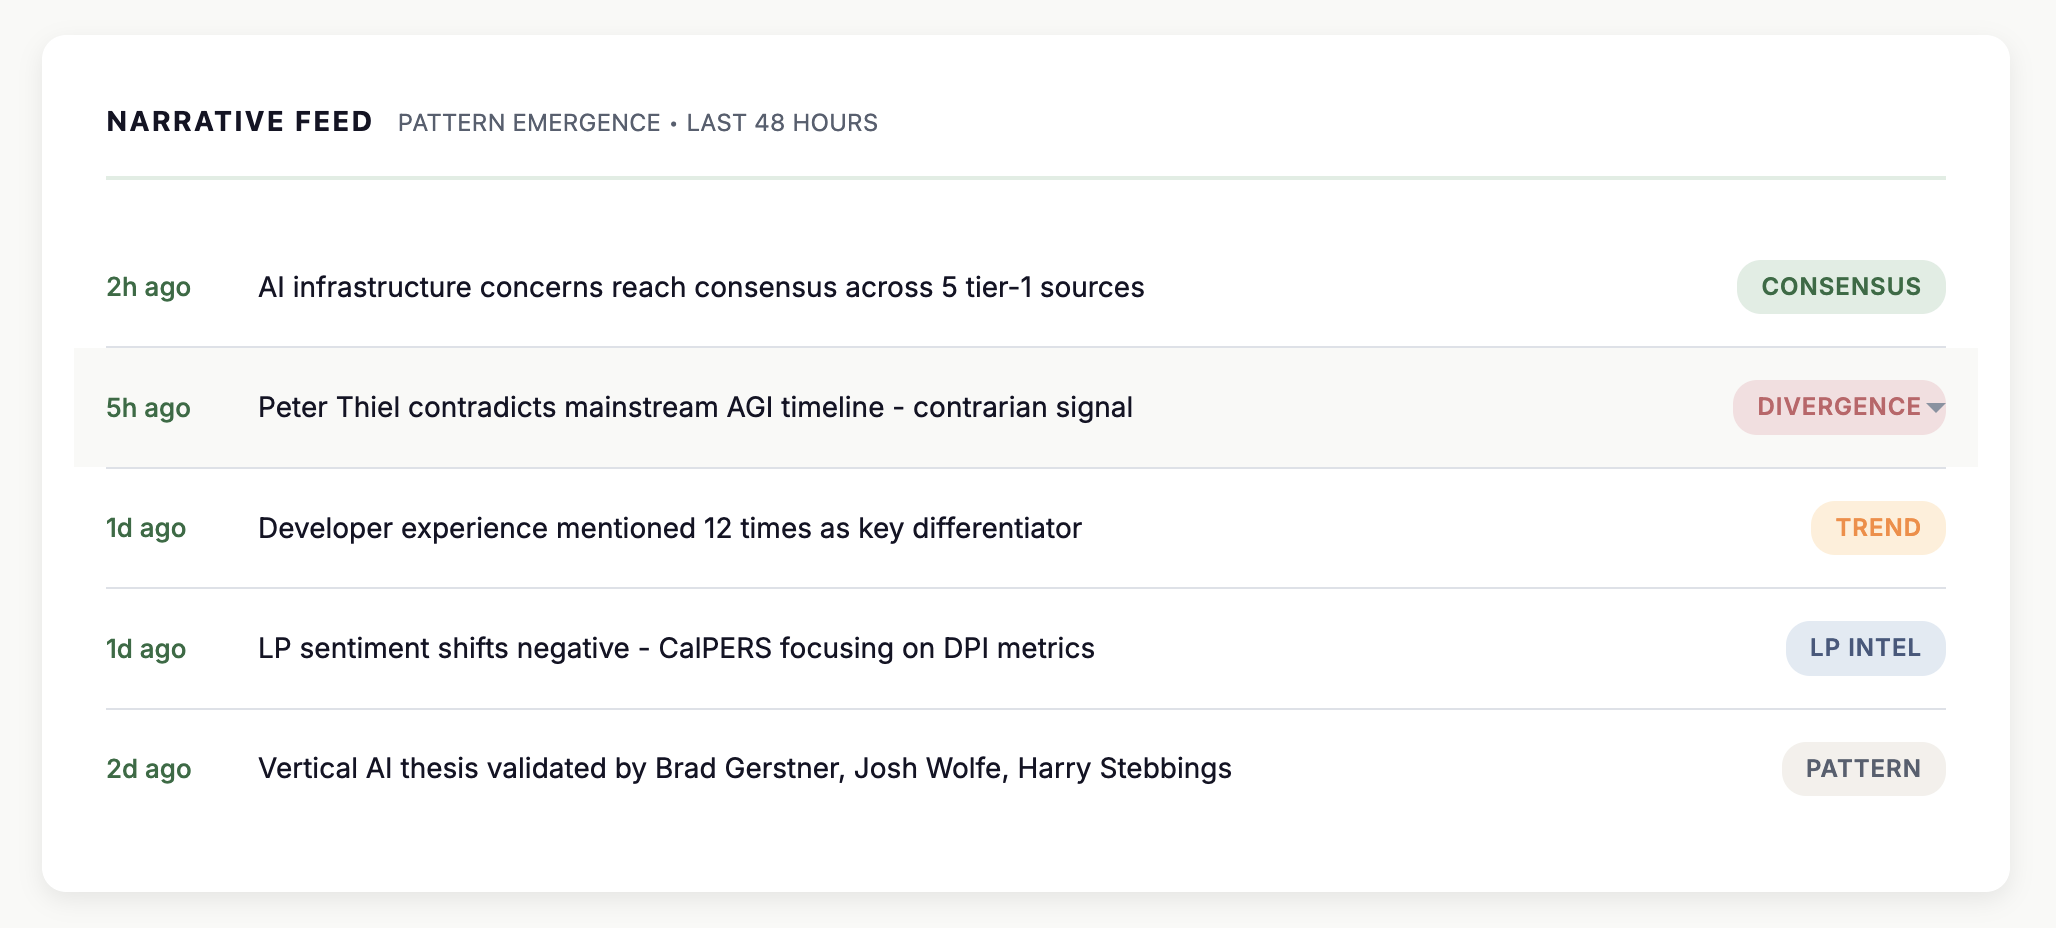 NARRATIVE FEED PATTERN EMERGENCE • LAST 48 HOURS
2h ago AI infrastructure concerns reach consensus across 5 tier-1 sources CONSENSUS
5h ago Peter Thiel contradicts mainstream AGI timeline - contrarian signal DIVERGENCE
1d ago Developer experience mentioned 12 times as key differentiator TREND
1d ago LP sentiment shifts negative - CalPERS focusing on DPI metrics LP INTEL
2d ago Vertical AI thesis validated by Brad Gerstner, Josh Wolfe, Harry Stebbings PATTERN